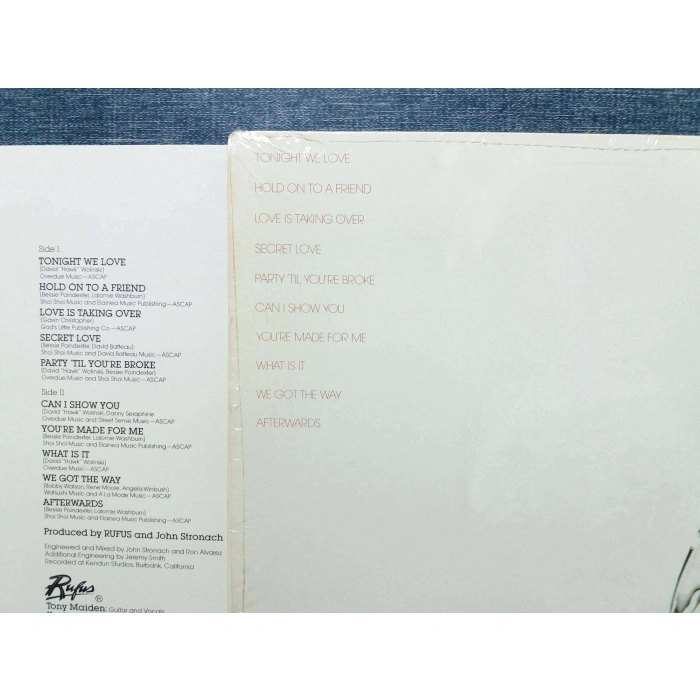 Side I
TONIGHT WE LOVE
(David "Hawk" Wolinski)
Overdue Music—ASCAP
HOLD ON TO A FRIEND
(Bessie Poindexter, Lalomie Washburn)
Shoi Shoi Music and Elainea Music Publishing—ASCAP
LOVE IS TAKING OVER
(Gavin Christopher)
God's Little Publishing Co.—ASCAP
SECRET LOVE
(Bessie Poindexter, David Batteau)
Shoi Shoi Music and David Batteau Music—ASCAP
PARTY 'TIL YOU'RE BROKE
(David "Hawk" Wolinski, Bessie Poindexter)
Overdue Music and Shoi Shoi Music—ASCAP
Side II
CAN I SHOW YOU
(David "Hawk" Wolinski, Danny Seraphine)
Overdue Music and Street Sense Music—ASCAP
YOU'RE MADE FOR ME
(Bessie Poindexter, Lalomie Washburn)
Shoi Shoi Music and Elainea Music Publishing—ASCAP
WHAT IS IT
(David "Hawk" Wolinski)
Overdue Music—ASCAP
WE GOT THE WAY
(Bobby Watson, Rene Moore, Angela Winbush)
Watsushi Music and A La Mode Music—ASCAP
AFTERWARDS
(Bessie Poindexter, Lalomie Washburn)
Shoi Shoi Music and Elainea Music Publishing—ASCAP
Produced by RUFUS and John Stronach
Engineered and Mixed by John Stronach and Ron Alvarez
Additional Engineering by Jeremy Smith
Recorded at Kendun Studios, Burbank, California
Rufus ®
Tony Maiden: Guitar and Vocals
TONIGHT WE LOVE
HOLD ON TO A FRIEND
LOVE IS TAKING OVER
SECRET LOVE
PARTY 'TIL YOU'RE BROKE
CAN I SHOW YOU
YOU'RE MADE FOR ME
WHAT IS IT
WE GOT THE WAY
AFTERWARDS